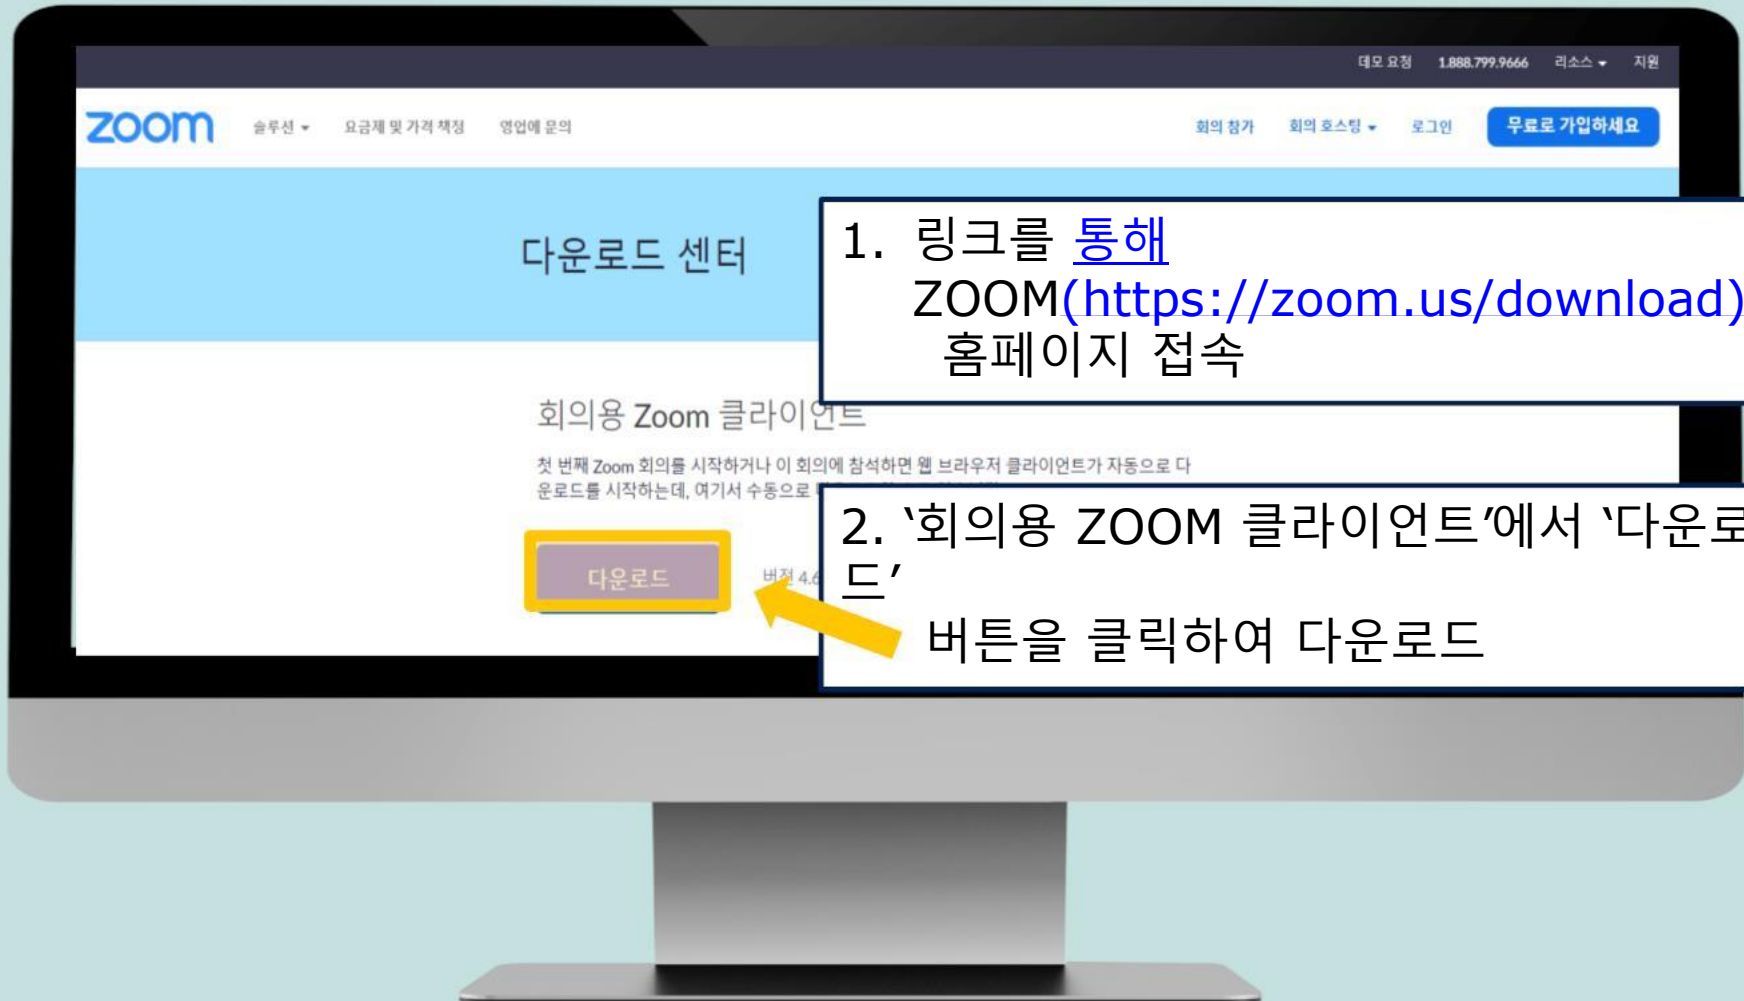 데모 요청 1.888.799.9666 리소스 지원
zoom 솔루션 요금제 및 가격 책정 영업에 문의 회의 참가 회의 호스팅 로그인 무료로 가입하세요
다운로드 센터
1. 링크를 통해
ZOOM(https://zoom.us/download)
홈페이지 접속
회의용 Zoom 클라이언트
첫 번째 Zoom 회의를 시작하거나 이 회의에 참석하면 웹 브라우저 클라이언트가 자동으로 다
운로드를 시작하는데, 여기서 수동으로
2. ‘회의용 ZOOM 클라이언트’에서 ‘다운로
드’
버튼을 클릭하여 다운로드
다운로드 버전 4.6